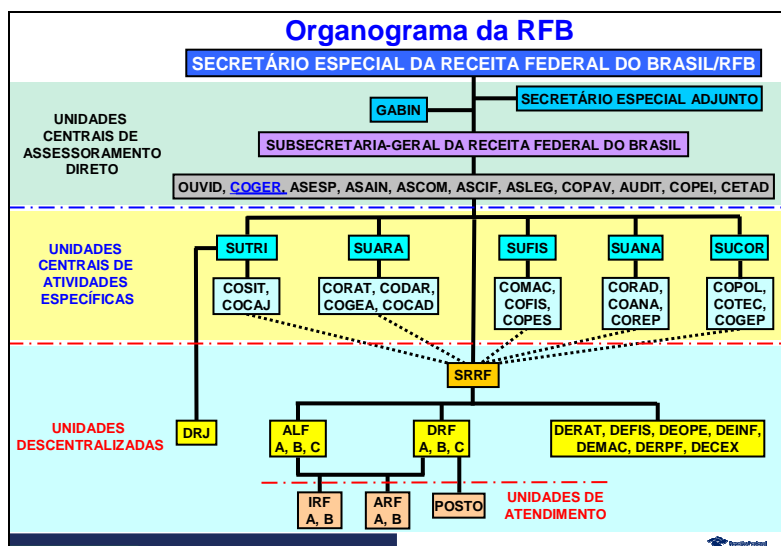 Organograma da RFB
SECRETÁRIO ESPECIAL DA RECEITA FEDERAL DO BRASIL/RFB
GABIN
SECRETÁRIO ESPECIAL ADJUNTO
UNIDADES
CENTRAIS DE
ASSESSORAMENTO
DIRETO
SUBSECRETARIA-GERAL DA RECEITA FEDERAL DO BRASIL
OUVID, COGER, ASESP, ASAIN, ASCOM, ASCIF, ASLEG, COPAV, AUDIT, COPEI, CETAD
UNIDADES
CENTRAIS DE
ATIVIDADES
ESPECÍFICAS
SUTRI
SUARA
SUFIS
SUANA
SUCOR
COSIT,
COCAJ
CORAT, CODAR,
COGEA, COCAD
COMAC,
COFIS,
COPES
CORAD,
COANA,
COREP
COPOL,
COTEC,
COGEP
SRRF
UNIDADES
DESCENTRALIZADAS
DRJ
ALF
A, B, C
DRF
A, B, C
DERAT, DEFIS, DEOPE, DEINF,
DEMAC, DERPF, DECEX
IRF
A, B
ARF
A, B
POSTO
UNIDADES DE
ATENDIMENTO
Receita Federal